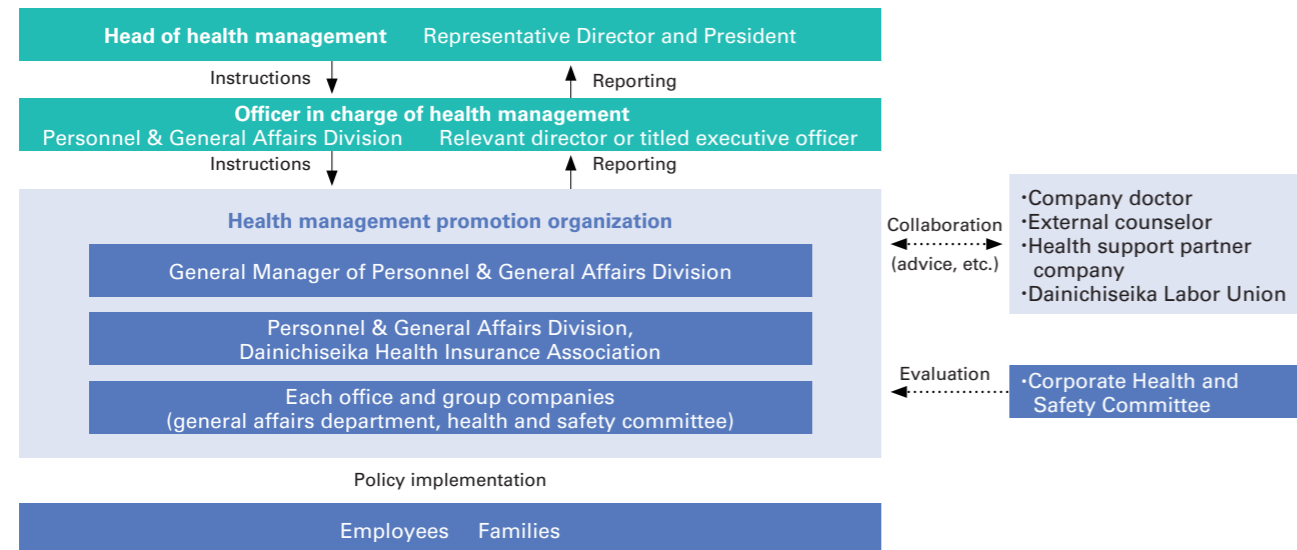 Head of health management Representative Director and President
Instructions Reporting
Officer in charge of health management
Personnel & General Affairs Division Relevant director or titled executive officer
Instructions Reporting
Health management promotion organization
General Manager of Personnel & General Affairs Division
Personnel & General Affairs Division,
Dainichiseika Health Insurance Association
Each office and group companies
(general affairs department, health and safety committee)
Collaboration
(advice, etc.)
・Company doctor
・External counselor
・Health support partner
company
・Dainichiseika Labor Union
Evaluation
・Corporate Health and
Safety Committee
Policy implementation
Employees Families